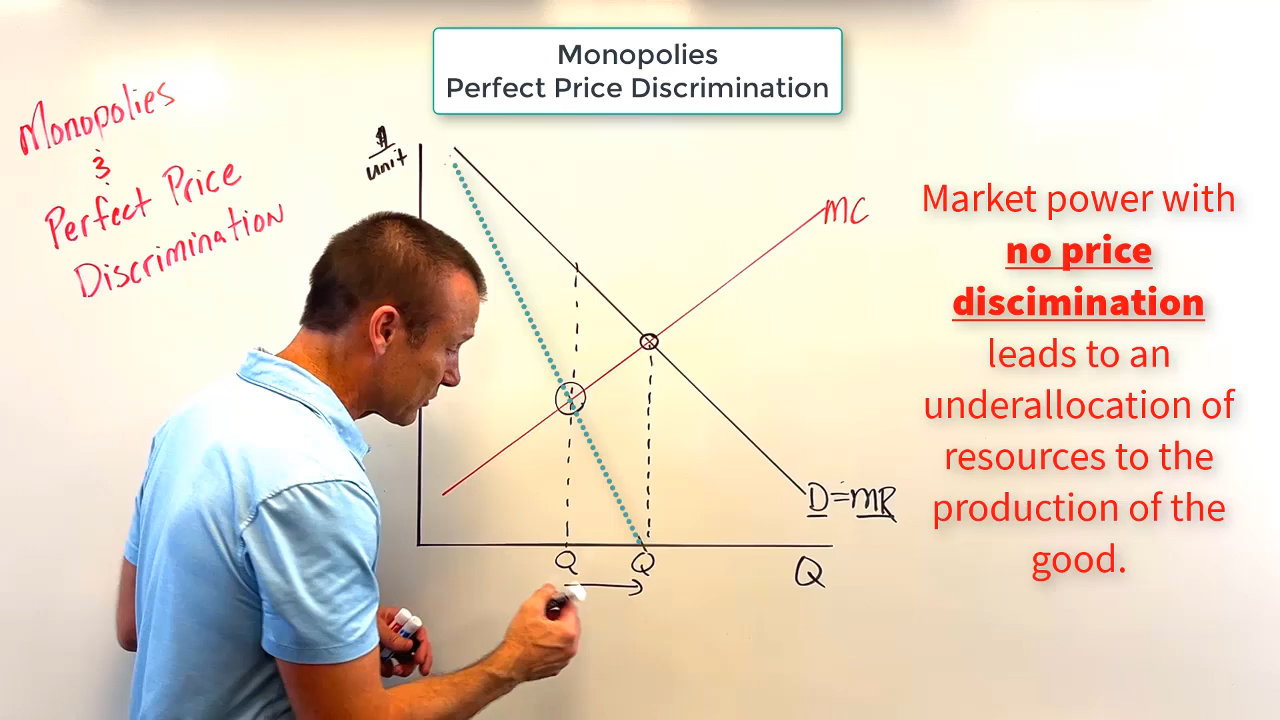 Monopolies
Perfect Price Discrimination
Monopolies
&
Perfect Price
Discrimination
$
unit
MC
D=MR
Q
Q
Q
Market power with
no price
discimination
leads to an
underallocation of
resources to the
production of the
good.